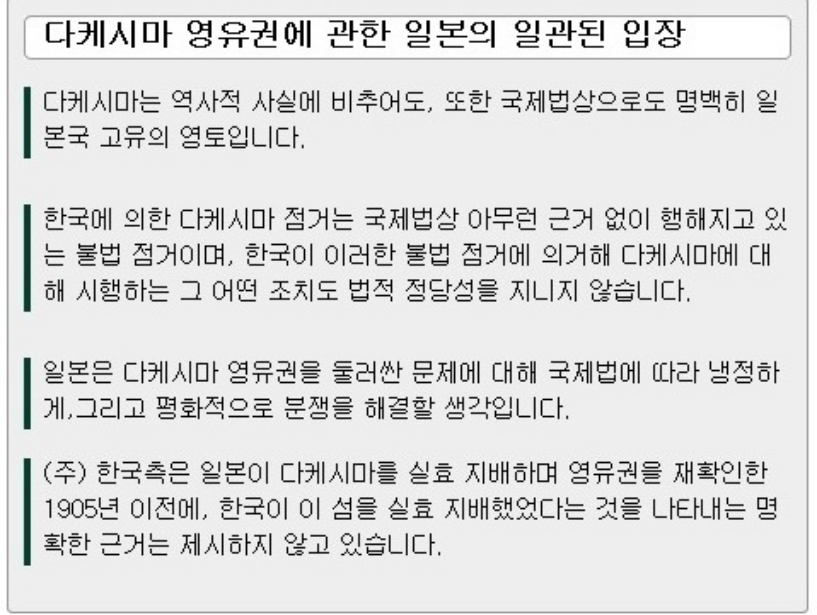 다케시마 영유권에 관한 일본의 일관된 입장
다케시마는 역사적 사실에 비추어도, 또한 국제법상으로도 명백히 일
본국 고유의 영토입니다.
한국에 의한 다케시마 점거는 국제법상 아무런 근거 없이 행해지고 있
는 불법 점거이며, 한국이 이러한 불법 점거에 의거해 다케시마에 대
해 시행하는 그 어떤 조치도 법적 정당성을 지니지 않습니다.
일본은 다케시마 영유권을 둘러싼 문제에 대해 국제법에 따라 냉정하
게,그리고 평화적으로 분쟁을 해결할 생각입니다.
(주) 한국측은 일본이 다케시마를 실효 지배하며 영유권을 재확인한
1905년 이전에, 한국이 이 섬을 실효 지배했었다는 것을 나타내는 명
확한 근거는 제시하지 않고 있습니다.